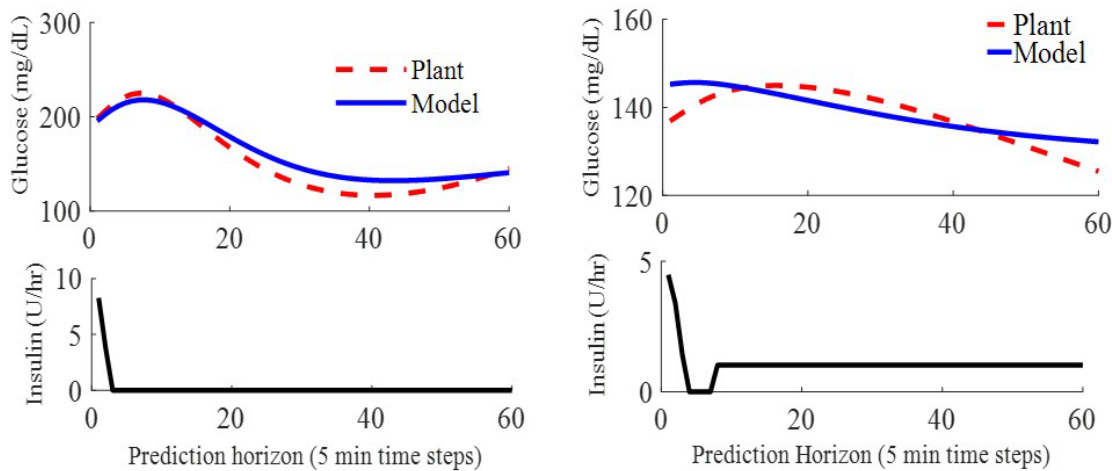 Glucose (mg/dL)
300
200
100
0
20
40
60
Plant
Model
Insulin (U/hr)
10
5
0
0
20
40
60
Prediction horizon (5 min time steps)
Glucose (mg/dL)
160
140
120
0
20
40
60
Plant
Model
Insulin (U/hr)
5
0
0
20
40
60
Prediction Horizon (5 min time steps)